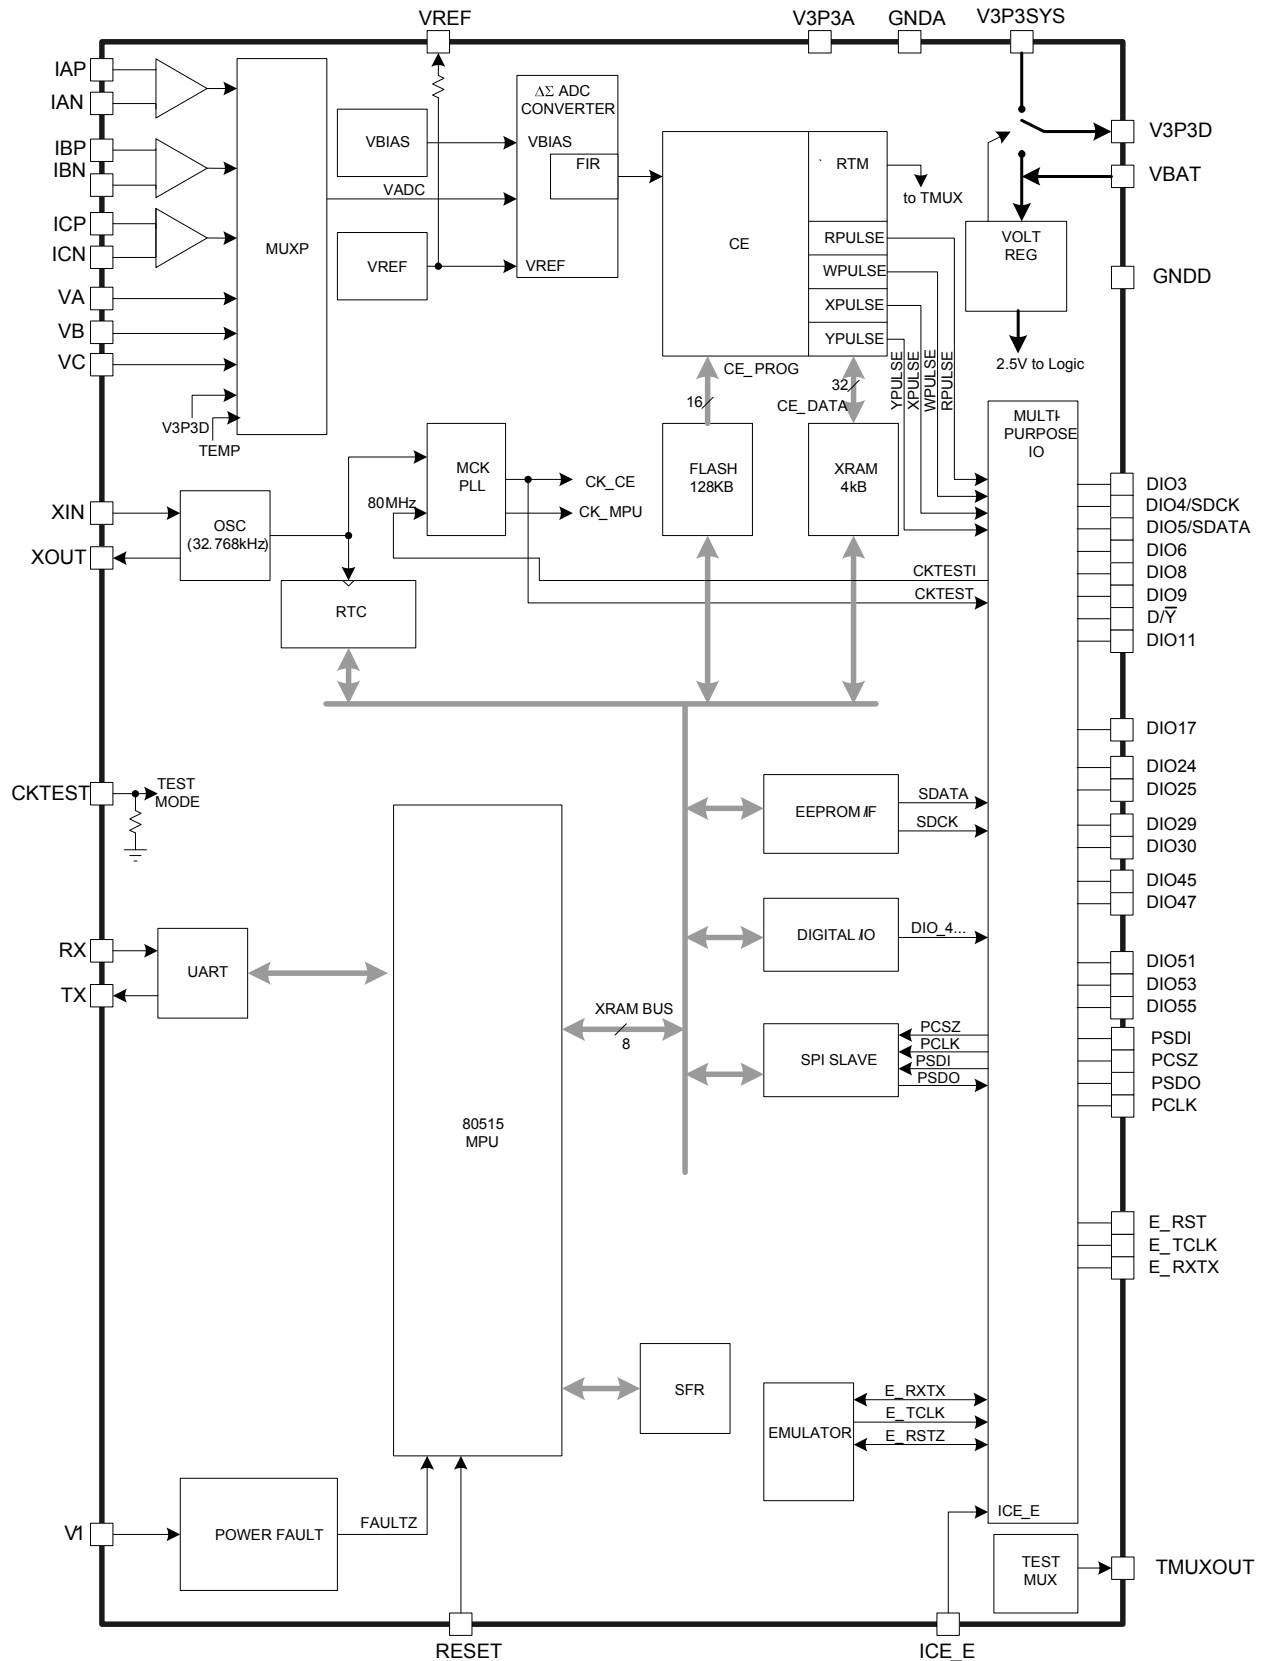 VREF
V3P3A
GNDA
V3P3SYS
IAP
IAN
IBP
IBN
ICP
ICN
VA
VB
VC
V3P3D
TEMP
MUXP
VBIAS
VADC
VREF
ΔΣ ADC
CONVERTER
VBIAS
FIR
VREF
CE
RTM
to TMUX
RPULSE
WPULSE
XPULSE
YPULSE
YPULSE
XPULSE
WPULSE
RPULSE
V3P3D
VBAT
VOLT
REG
GNDD
2.5V to Logic
CE_PROG
16
32
CE_DATA
MULTI-
PURPOSE
IO
XIN
XOUT
OSC
(32.768kHz)
80MHz
MCK
PLL
CK_CE
CK_MPU
FLASH
128KB
XRAM
4kB
RTC
CKTESTI
CKTEST
DIO3
DIO4/SDCK
DIO5/SDATA
DIO6
DIO8
DIO9
D/Y̅
DIO11
DIO17
DIO24
DIO25
DIO29
DIO30
DIO45
DIO47
DIO51
DIO53
DIO55
PSDI
PCSZ
PSDO
PCLK
CKTEST
TEST
MODE
EEPROM I/F
SDATA
SDCK
DIGITAL I/O
DIO_4...
RX
TX
UART
XRAM BUS
8
SPI SLAVE
PCSZ
PCLK
PSDI
PSDO
80515
MPU
E_RST
E_TCLK
E_RXTX
SFR
EMULATOR
E_RXTX
E_TCLK
E_RSTZ
V1
POWER FAULT
FAULTZ
ICE_E
TEST
MUX
TMUXOUT
RESET
ICE_E